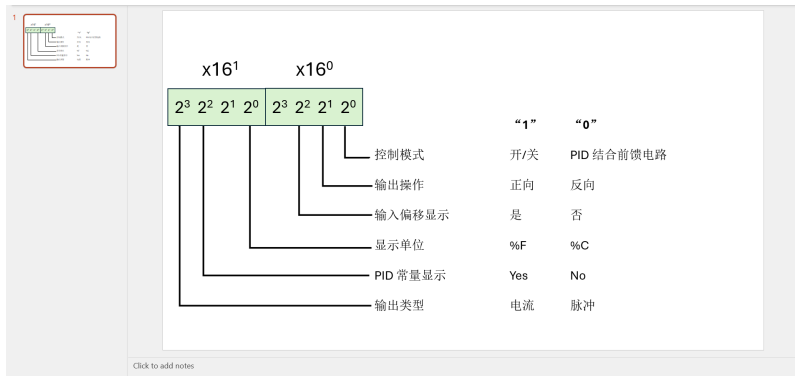 1
x16¹ x16⁰
2³ 2² 2¹ 2⁰ 2³ 2² 2¹ 2⁰
“1” “0”
控制模式 开/关 PID 结合前馈电路
输出操作 正向 反向
输入偏移显示 是 否
显示单位 %F %C
PID 常量显示 Yes No
输出类型 电流 脉冲
Click to add notes